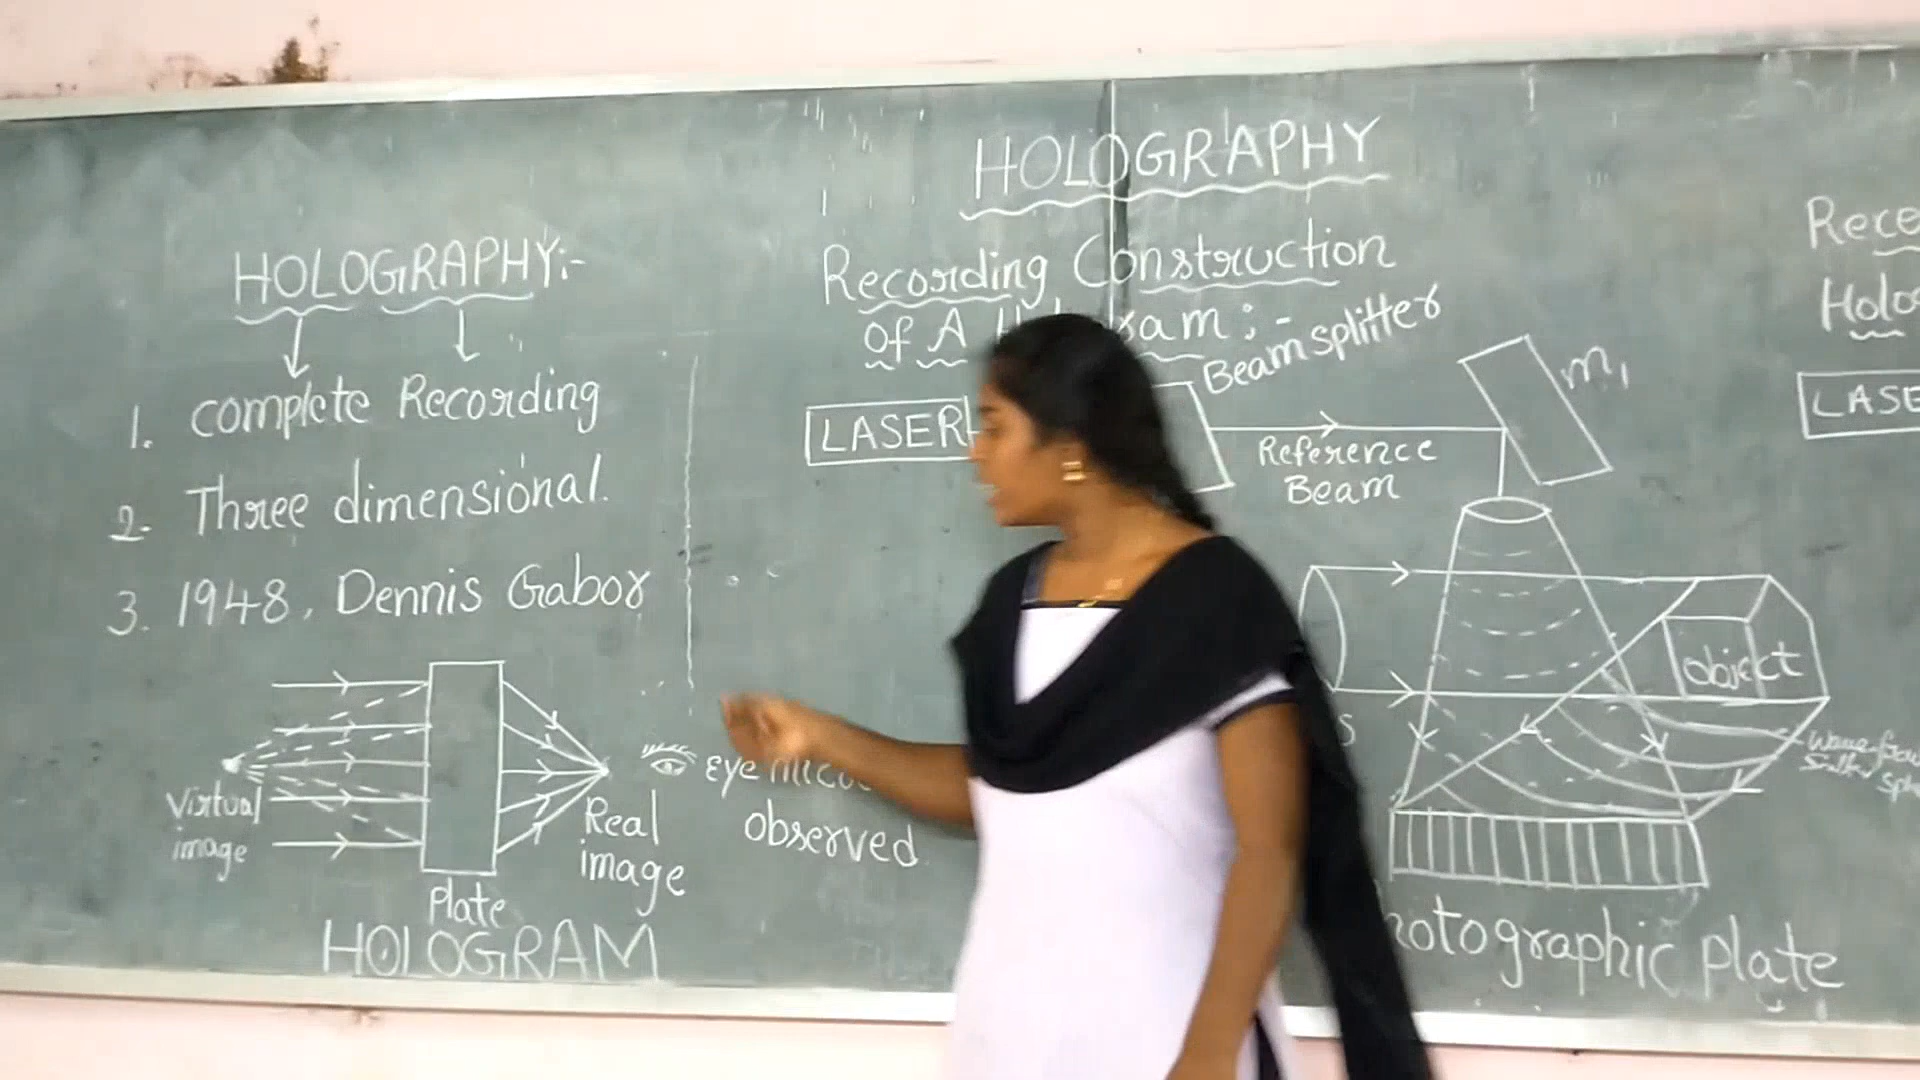 HOLOGRAPHY:-
1. complete Recording
2. Three dimensional.
3. 1948, Dennis Gabor
Virtual
image
Plate
Real
image
eye
observed
HOLOGRAM
HOLOGRAPHY
Recording Construction
of A
Beam splitter
LASER
Reference
Beam
M1
object
Plate
Rece
Holo
LASE